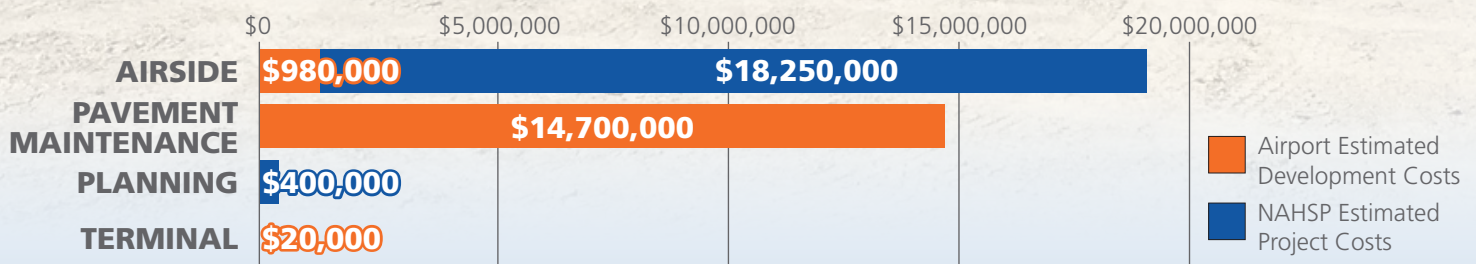 $0 $5,000,000 $10,000,000 $15,000,000 $20,000,000
AIRSIDE $980,000 $18,250,000
PAVEMENT
MAINTENANCE $14,700,000
PLANNING $400,000
TERMINAL $20,000
Airport Estimated
Development Costs
NAHSP Estimated
Project Costs